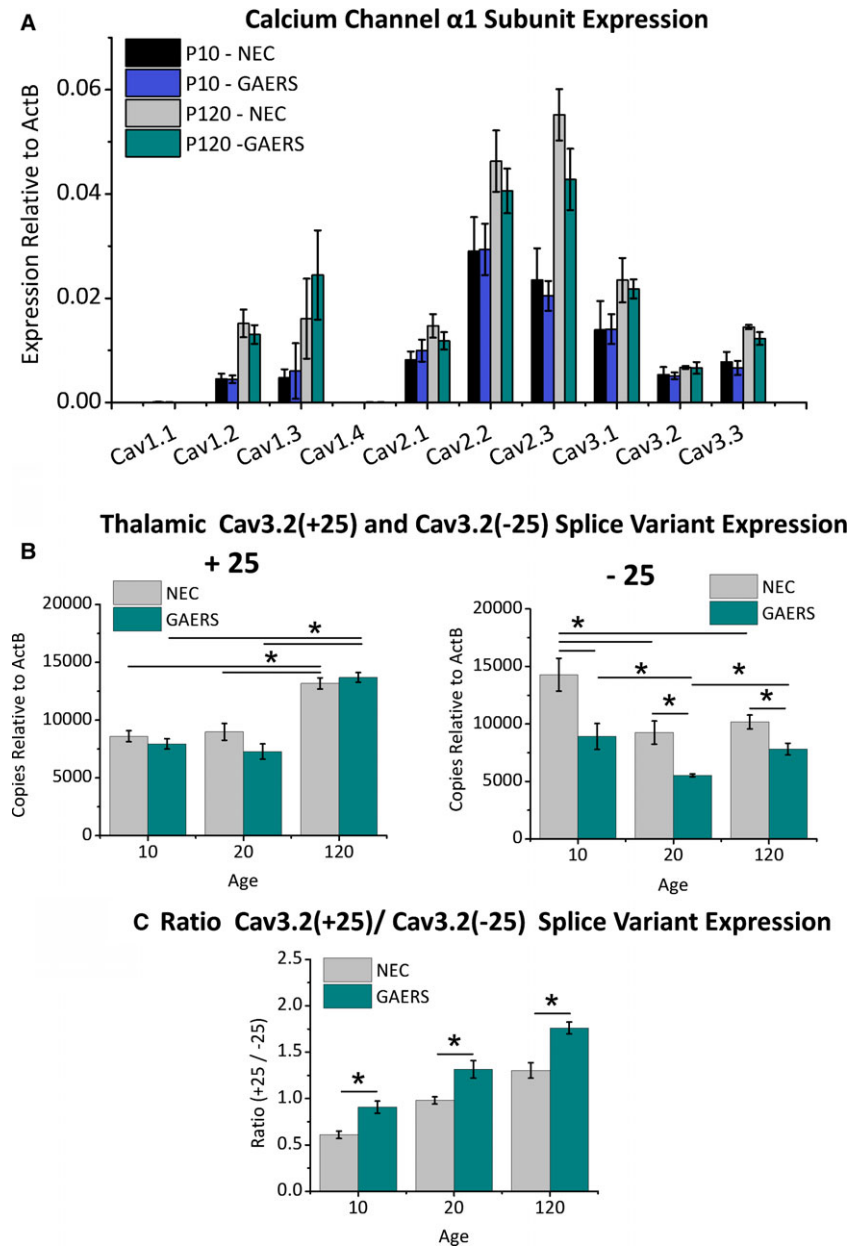 A
Calcium Channel α1 Subunit Expression
P10 - NEC
P10 - GAERS
P120 - NEC
P120 -GAERS
Expression Relative to ActB
0.06
0.04
0.02
0.00
Cav1.1
Cav1.2
Cav1.3
Cav1.4
Cav2.1
Cav2.2
Cav2.3
Cav3.1
Cav3.2
Cav3.3
Thalamic Cav3.2(+25) and Cav3.2(-25) Splice Variant Expression
B
+ 25
NEC
GAERS
Copies Relative to ActB
20000
15000
10000
5000
0
*
*
10
20
120
Age
- 25
NEC
GAERS
Copies Relative to ActB
20000
15000
10000
5000
0
*
*
*
*
*
10
20
120
Age
C Ratio Cav3.2(+25)/ Cav3.2(-25) Splice Variant Expression
NEC
GAERS
Ratio (+25 / -25)
2.5
2.0
1.5
1.0
0.5
0.0
*
*
*
10
20
120
Age